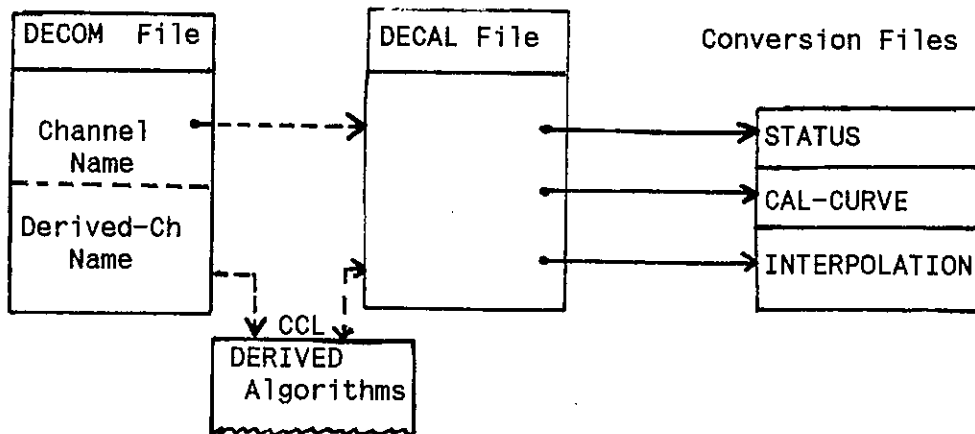 DECOM File
DECAL File
Conversion Files
Channel
Name
Derived-Ch
Name
STATUS
CAL-CURVE
INTERPOLATION
CCL
DERIVED
Algorithms